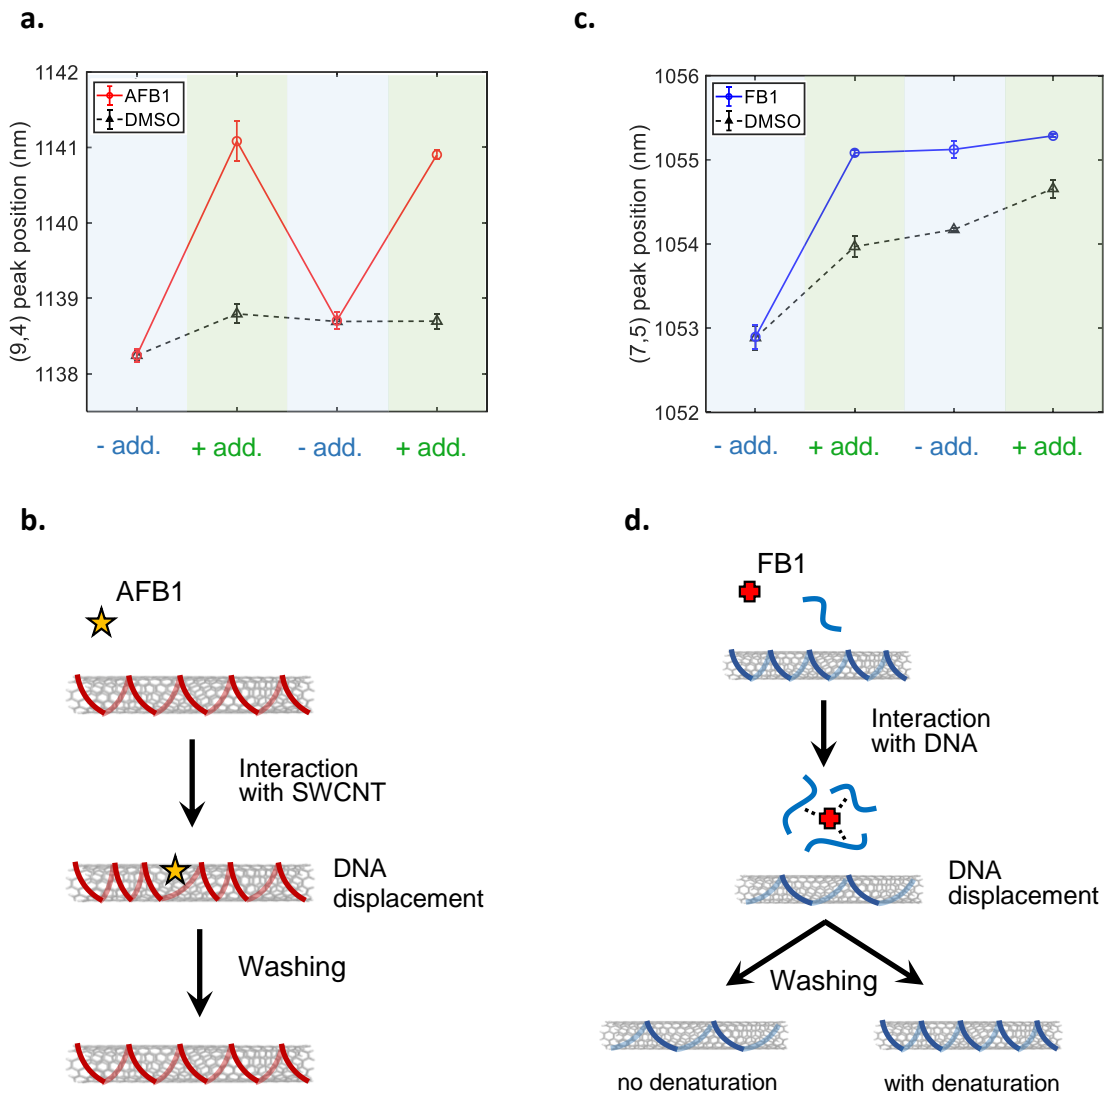 a.
1142
1141
1140
1139
1138
(9,4) peak position (nm)
AFB1
DMSO
- add.
+ add.
- add.
+ add.
c.
1056
1055
1054
1053
1052
(7,5) peak position (nm)
FB1
DMSO
- add.
+ add.
- add.
+ add.
b.
AFB1
Interaction
with SWCNT
DNA
displacement
Washing
d.
FB1
Interaction
with DNA
DNA
displacement
Washing
no denaturation
with denaturation